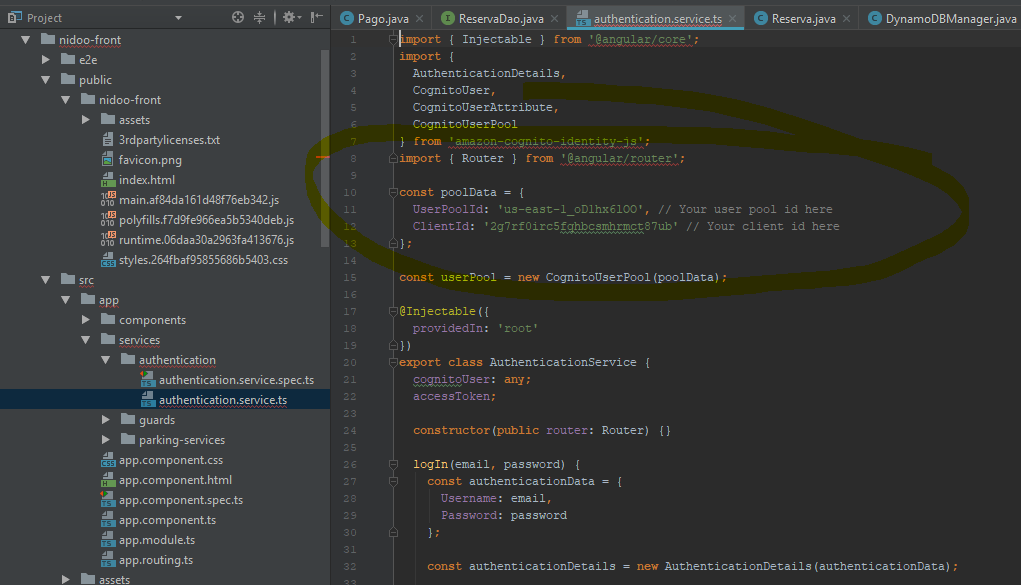 Project
nidoo-front
e2e
public
nidoo-front
assets
3rdpartylicenses.txt
favicon.png
index.html
main.af84da161d48f76eb342.js
polyfills.f7d9fe966ea5b5340deb.js
runtime.06daa30a2963fa413676.js
styles.264fbaf95855686b5403.css
src
app
components
services
authentication
authentication.service.spec.ts
authentication.service.ts
guards
parking-services
app.component.css
app.component.html
app.component.spec.ts
app.component.ts
app.module.ts
app.routing.ts
assets
Pago.java
ReservaDao.java
authentication.service.ts
Reserva.java
DynamoDBManager.java
1 import { Injectable } from '@angular/core';
2 import {
3 AuthenticationDetails,
4 CognitoUser,
5 CognitoUserAttribute,
6 CognitoUserPool
7 } from 'amazon-cognito-identity-js';
8 import { Router } from '@angular/router';
9
10 const poolData = {
11 UserPoolId: 'us-east-1_oDlhx6lOO', // Your user pool id here
12 ClientId: '2g7rf0irc5fghbcsmhrmct87ub' // Your client id here
13 };
14
15 const userPool = new CognitoUserPool(poolData);
16
17 @Injectable({
18 providedIn: 'root'
19 })
20 export class AuthenticationService {
21 cognitoUser: any;
22 accessToken;
23
24 constructor(public router: Router) {}
25
26 logIn(email, password) {
27 const authenticationData = {
28 Username: email,
29 Password: password
30 };
31
32 const authenticationDetails = new AuthenticationDetails(authenticationData);
33